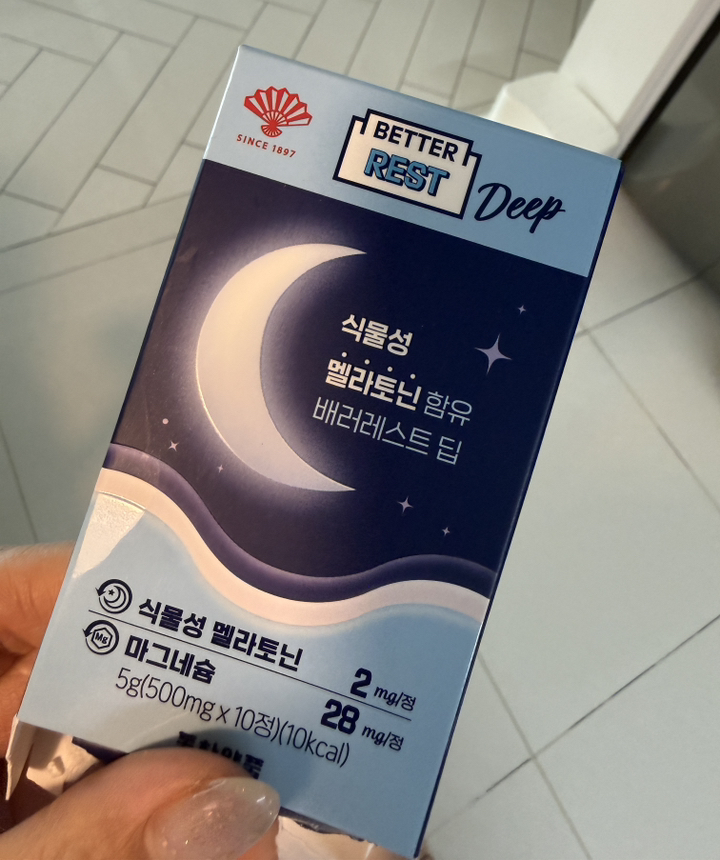 SINCE 1897
BETTER
REST
Deep
식물성
멜라토닌 함유
배러레스트 딥
식물성 멜라토닌 2 mg/정
Mg
마그네슘 28 mg/정
5g(500mg x 10정)(10kcal)